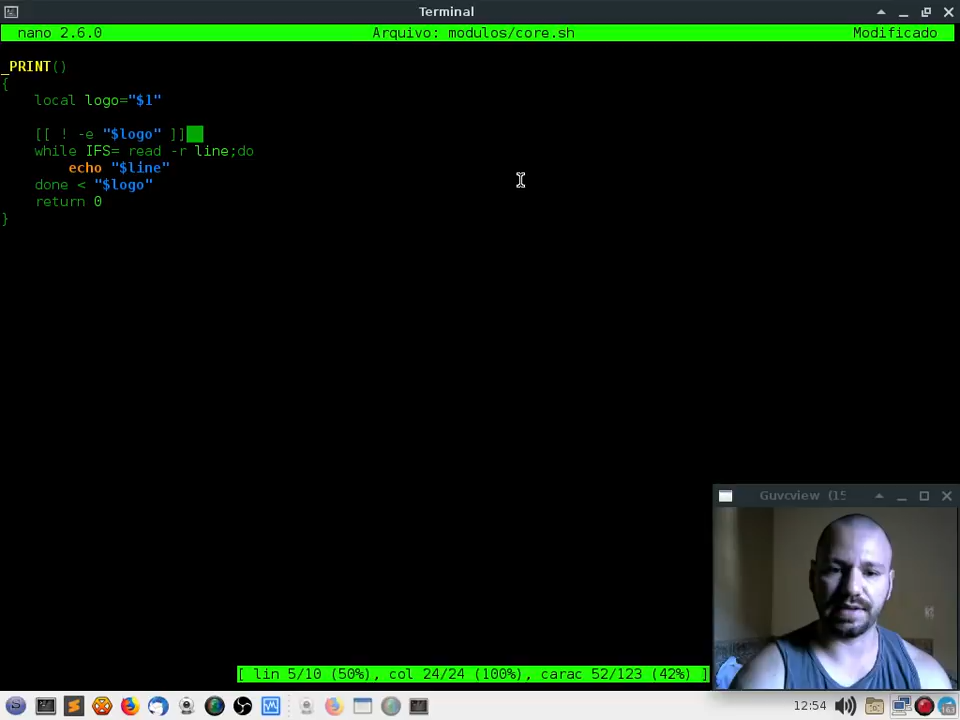 Terminal
nano 2.6.0 Arquivo: modulos/core.sh Modificado
_PRINT()
{
local logo="$1"
[[ ! -e "$logo" ]]
while IFS= read -r line;do
echo "$line"
done < "$logo"
return 0
}
Guvcview (15
[ lin 5/10 (50%), col 24/24 (100%), carac 52/123 (42%) ]
12:54